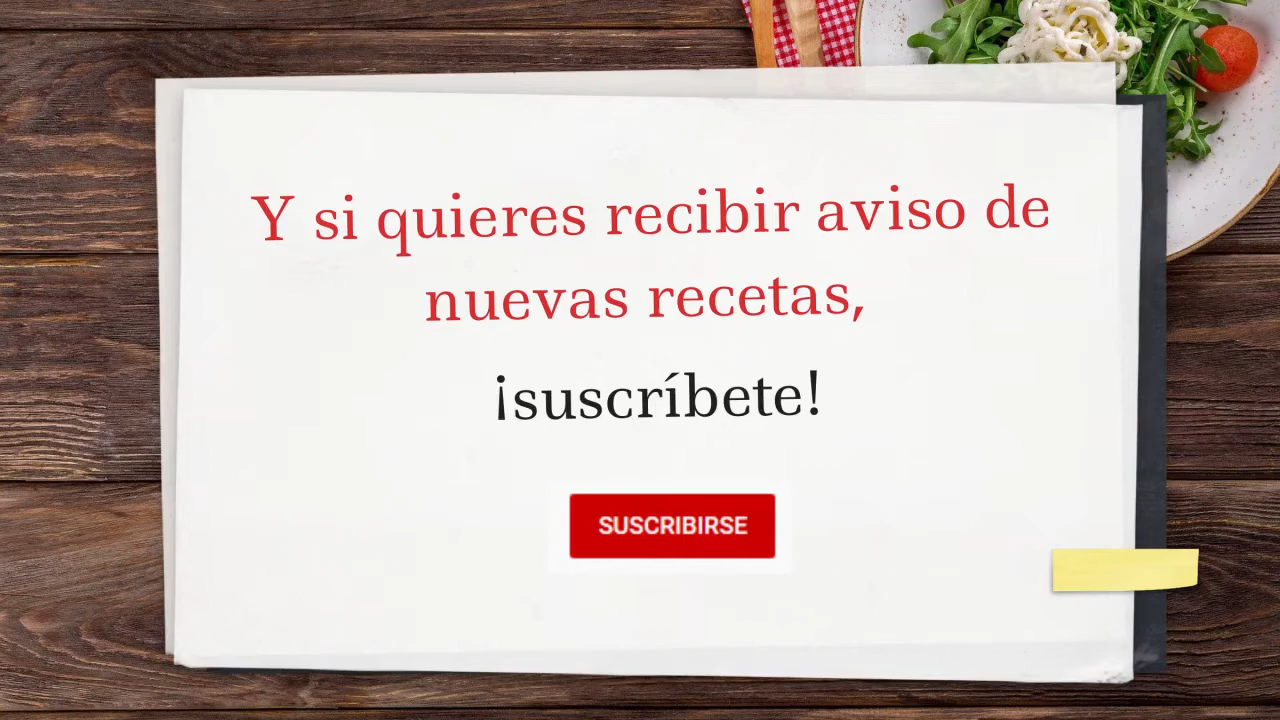 Y si quieres recibir aviso de
nuevas recetas,
¡suscríbete!
SUSCRIBIRSE